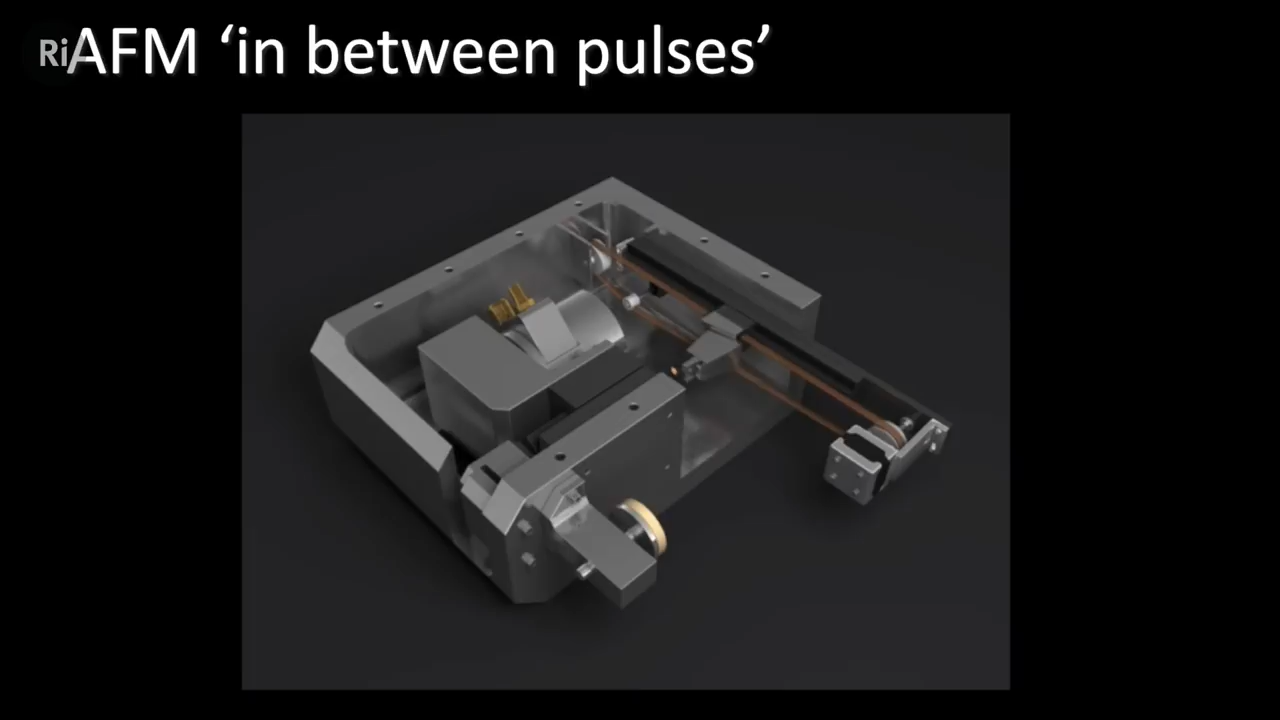 Ri
AFM ‘in between pulses’